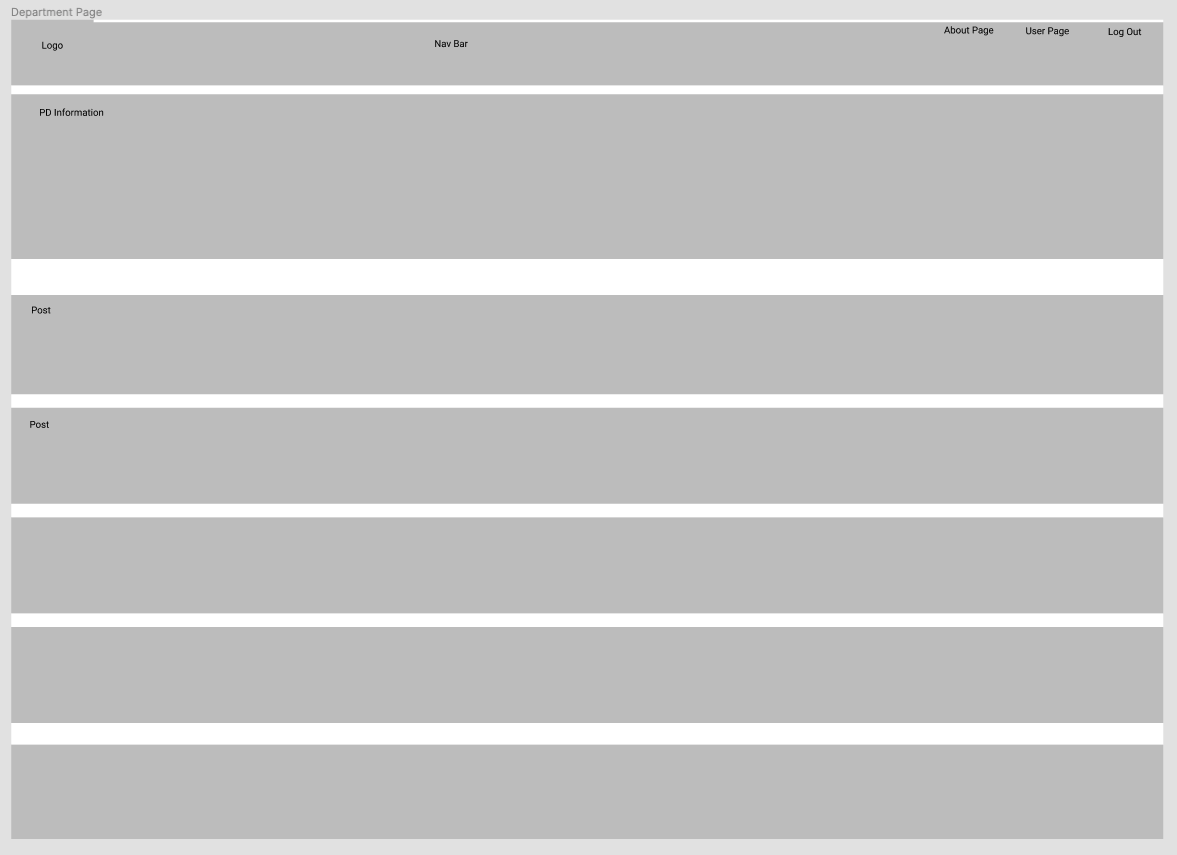 Department Page
Logo
Nav Bar
About Page
User Page
Log Out
PD Information
Post
Post